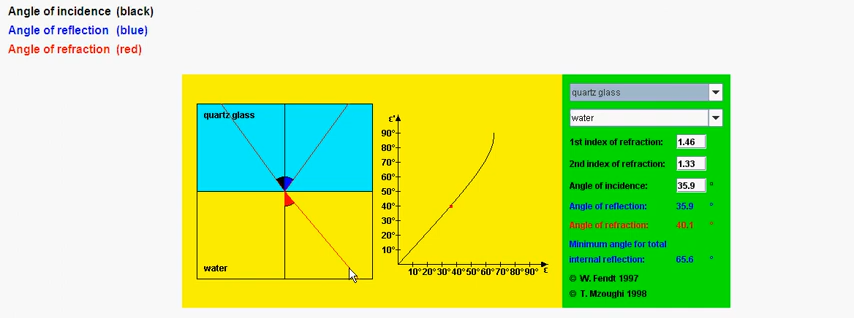 Angle of incidence (black)
Angle of reflection (blue)
Angle of refraction (red)
quartz glass
water
ε'
90°
80°
70°
60°
50°
40°
30°
20°
10°
10° 20° 30° 40° 50° 60° 70° 80° 90° ε
quartz glass
water
1st index of refraction: 1.46
2nd index of refraction: 1.33
Angle of incidence: 35.9 °
Angle of reflection: 35.9 °
Angle of refraction: 40.1 °
Minimum angle for total
internal reflection: 65.6 °
© W. Fendt 1997
© T. Mzoughi 1998